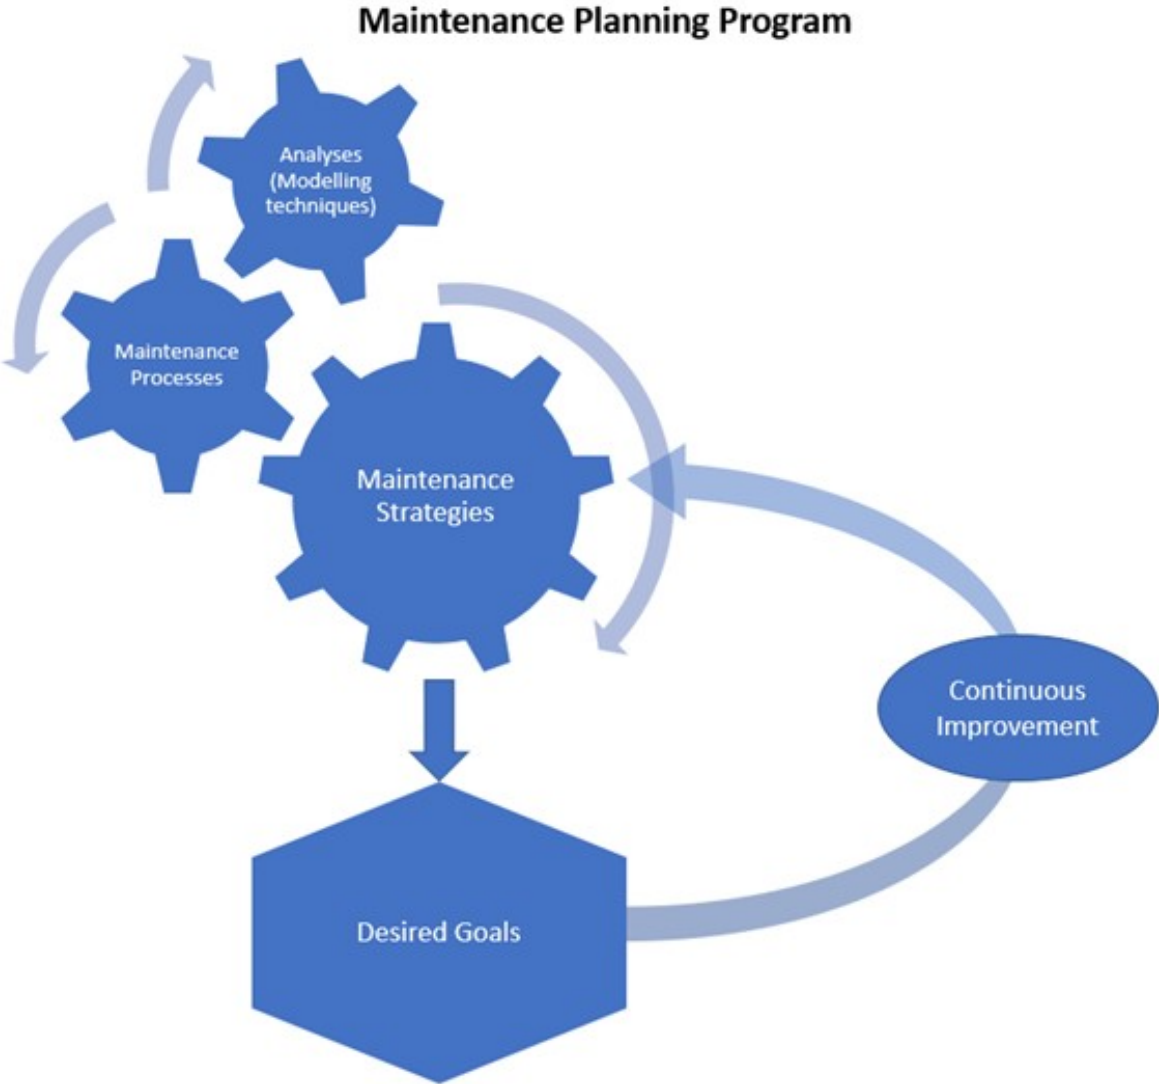 Maintenance Planning Program
Analyses
(Modelling
techniques)
Maintenance
Processes
Maintenance
Strategies
Continuous
Improvement
Desired Goals